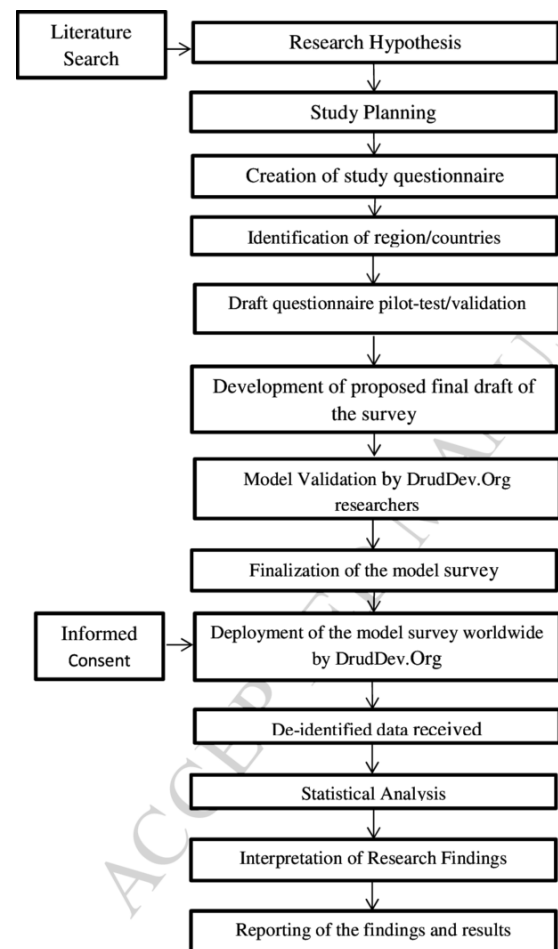 Literature
Search
Research Hypothesis
Study Planning
Creation of study questionnaire
Identification of region/countries
Draft questionnaire pilot-test/validation
Development of proposed final draft of
the survey
Model Validation by DrudDev.Org
researchers
Finalization of the model survey
Informed
Consent
Deployment of the model survey worldwide
by DrudDev.Org
De-identified data received
Statistical Analysis
Interpretation of Research Findings
Reporting of the findings and results